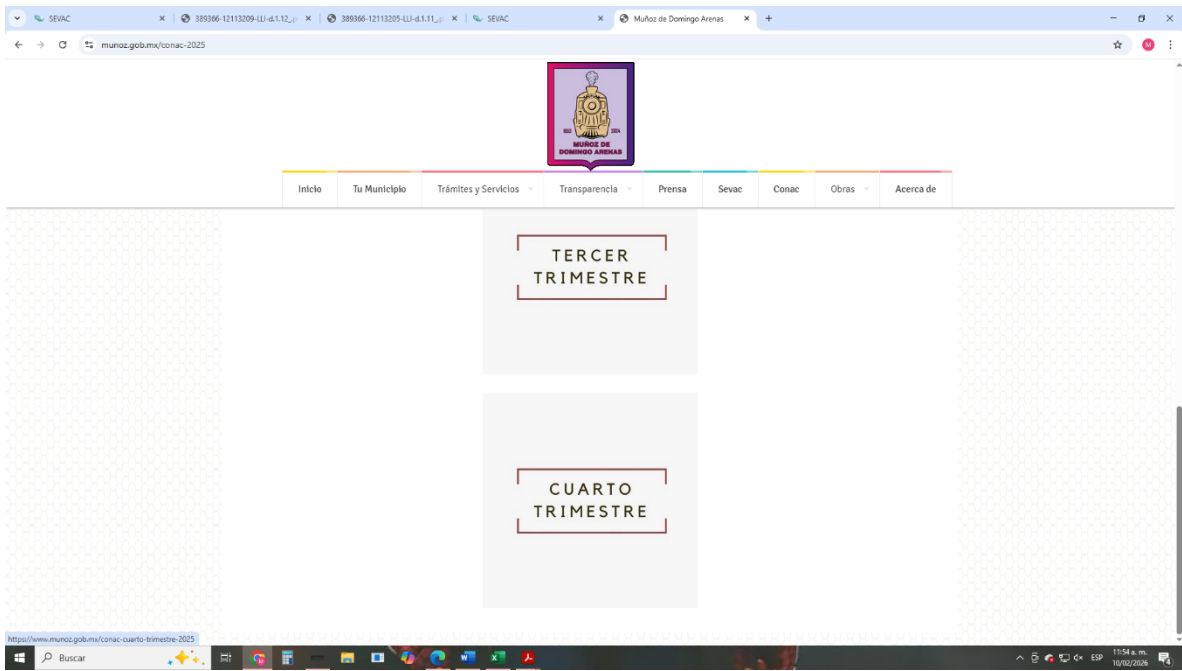 SEVAC
389366-12113209-LLI-d.1.12_.p
389366-12113205-LLI-d.1.11_.p
SEVAC
Muñoz de Domingo Arenas
munoz.gob.mx/conac-2025
M
MUÑOZ DE
DOMINGO ARENAS
Inicio
Tu Municipio
Trámites y Servicios
Transparencia
Prensa
Sevac
Conac
Obras
Acerca de
TERCER
TRIMESTRE
CUARTO
TRIMESTRE
https://www.munoz.gob.mx/conac-cuarto-trimestre-2025
Buscar
ESP
11:54 a. m.
10/02/2026